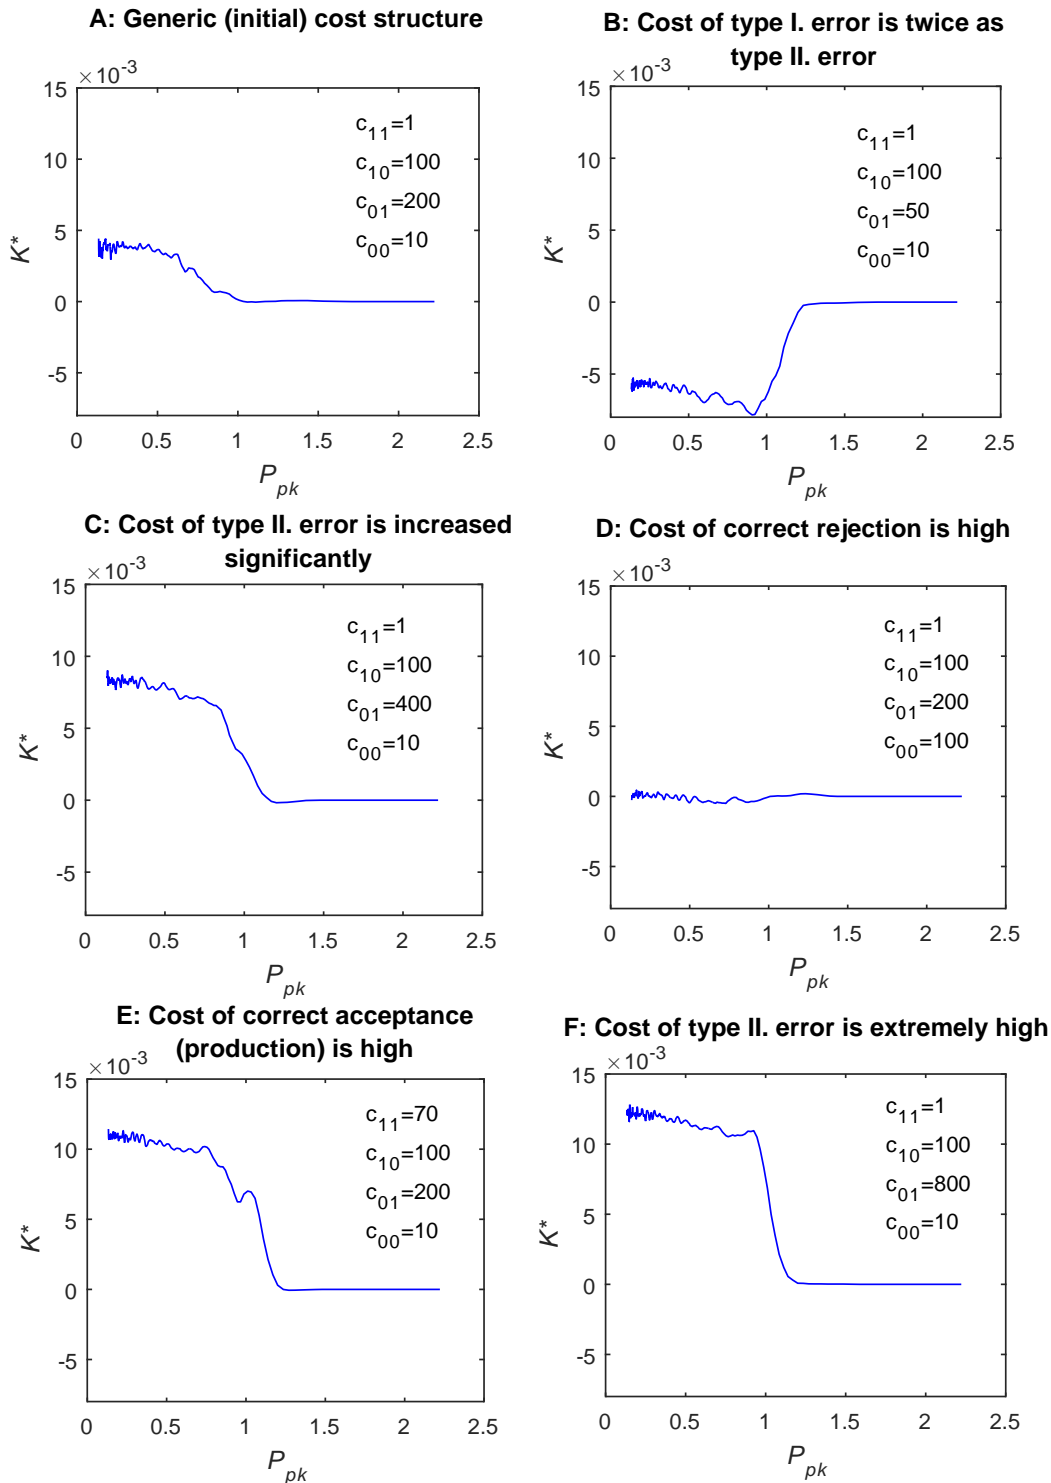 A: Generic (initial) cost structure
×10⁻³
15
10
5
0
-5
K*
c₁₁=1
c₁₀=100
c₀₁=200
c₀₀=10
0 0.5 1 1.5 2 2.5
Pₚₖ
B: Cost of type I. error is twice as
type II. error
×10⁻³
15
10
5
0
-5
K*
c₁₁=1
c₁₀=100
c₀₁=50
c₀₀=10
0 0.5 1 1.5 2 2.5
Pₚₖ
C: Cost of type II. error is increased
significantly
×10⁻³
15
10
5
0
-5
K*
c₁₁=1
c₁₀=100
c₀₁=400
c₀₀=10
0 0.5 1 1.5 2 2.5
Pₚₖ
D: Cost of correct rejection is high
×10⁻³
15
10
5
0
-5
K*
c₁₁=1
c₁₀=100
c₀₁=200
c₀₀=100
0 0.5 1 1.5 2 2.5
Pₚₖ
E: Cost of correct acceptance
(production) is high
×10⁻³
15
10
5
0
-5
K*
c₁₁=70
c₁₀=100
c₀₁=200
c₀₀=10
0 0.5 1 1.5 2 2.5
Pₚₖ
F: Cost of type II. error is extremely high
×10⁻³
15
10
5
0
-5
K*
c₁₁=1
c₁₀=100
c₀₁=800
c₀₀=10
0 0.5 1 1.5 2 2.5
Pₚₖ